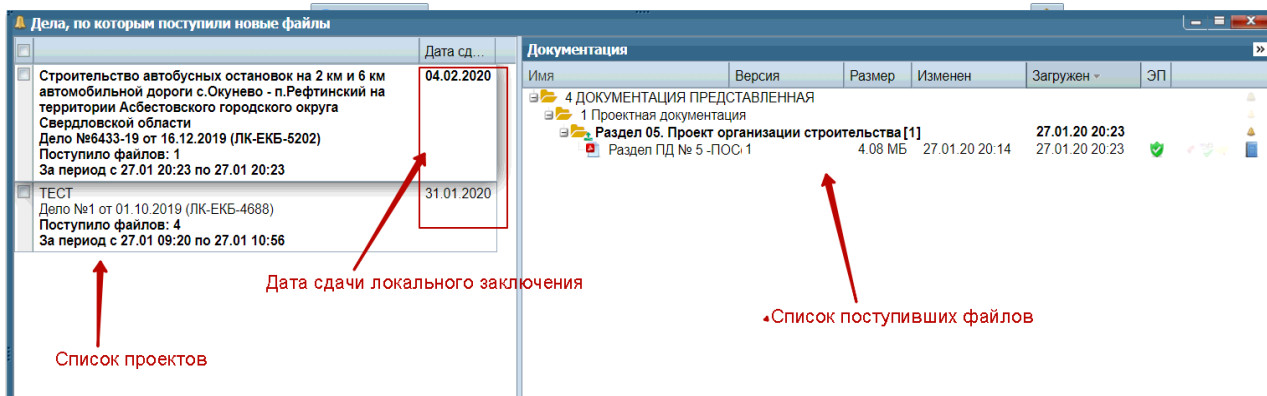 Дела, по которым поступили новые файлы
Дата сд...
Строительство автобусных остановок на 2 км и 6 км
автомобильной дороги с.Окунево - п.Рефтинский на
территории Асбестовского городского округа
Свердловской области
Дело №6433-19 от 16.12.2019 (ЛК-ЕКБ-5202)
Поступило файлов: 1
За период с 27.01 20:23 по 27.01 20:23
04.02.2020
ТЕСТ
Дело №1 от 01.10.2019 (ЛК-ЕКБ-4688)
Поступило файлов: 4
За период с 27.01 09:20 по 27.01 10:56
31.01.2020
Дата сдачи локального заключения
Список проектов
Документация
Имя Версия Размер Изменен Загружен ЭП
4 ДОКУМЕНТАЦИЯ ПРЕДСТАВЛЕННАЯ
1 Проектная документация
Раздел 05. Проект организации строительства [1] 27.01.20 20:23
Раздел ПД № 5 -ПОС 1 4.08 МБ 27.01.20 20:14 27.01.20 20:23
Список поступивших файлов